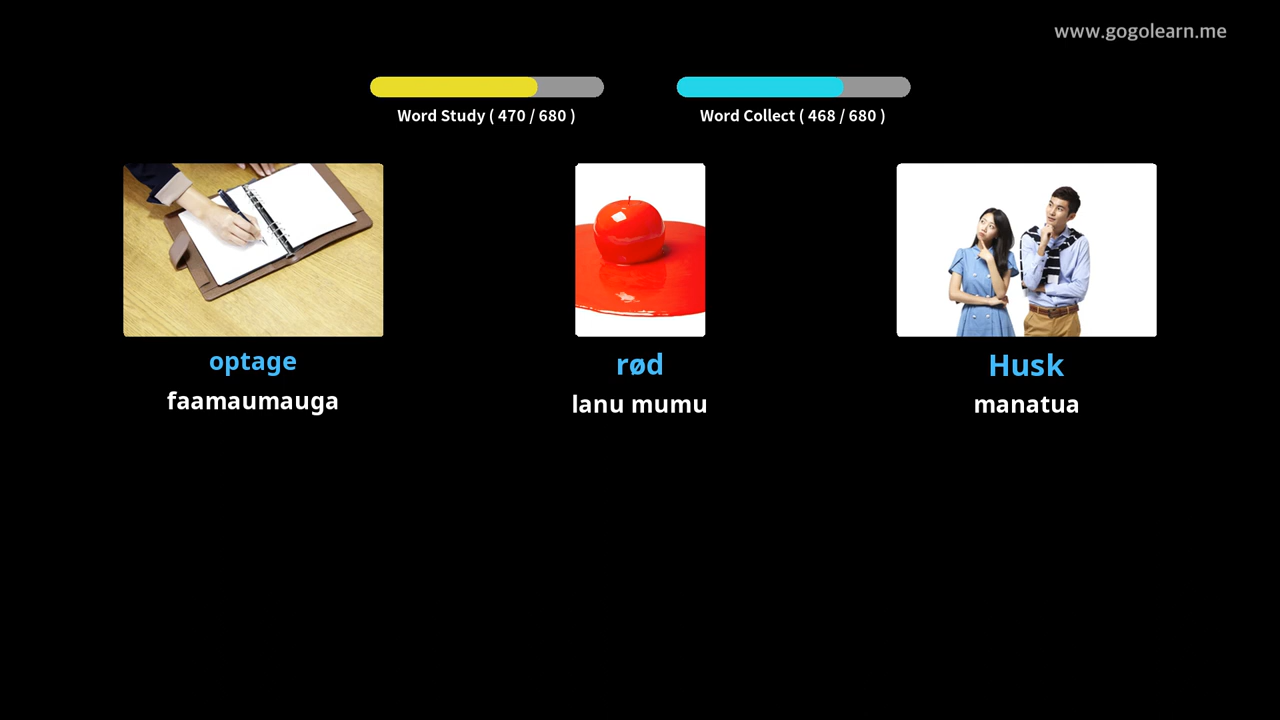 www.gogolearn.me
Word Study ( 470 / 680 )
Word Collect ( 468 / 680 )
optage
faamaumauga
rød
lanu mumu
Husk
manatua